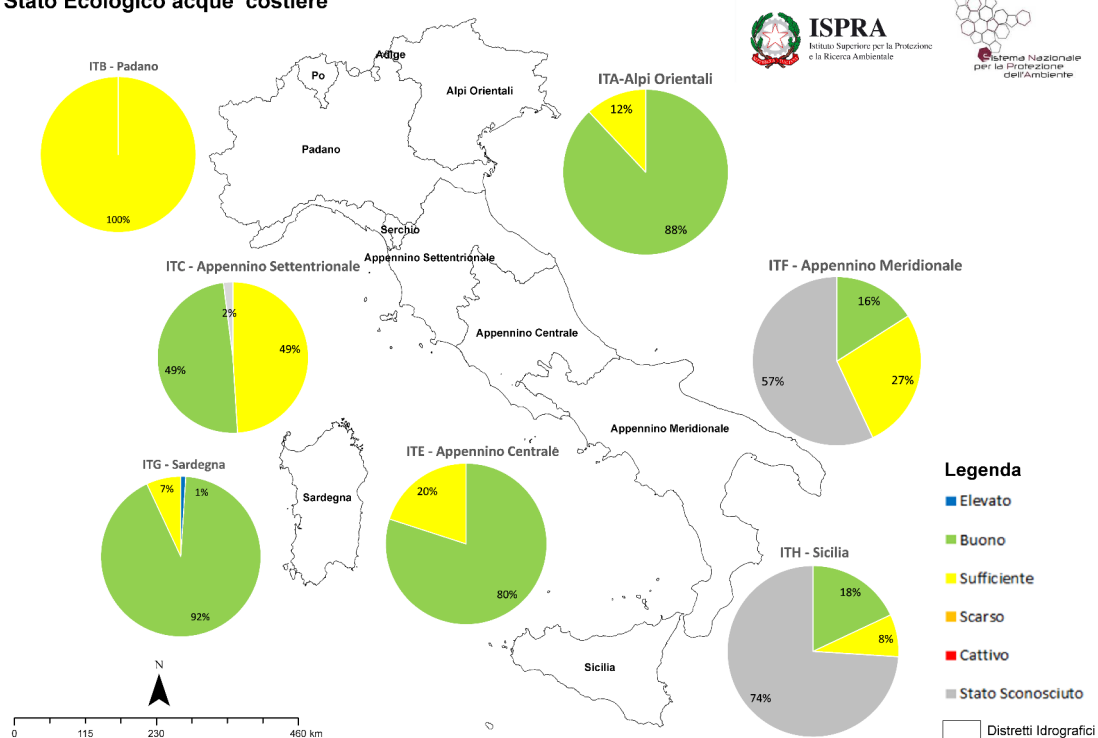 Stato Ecologico acque costiere
ISPRA
Istituto Superiore per la Protezione
e la Ricerca Ambientale
Sistema Nazionale
per la Protezione
dell'Ambiente
ITB - Padano
100%
Adige
Po
Alpi Orientali
Padano
ITA-Alpi Orientali
12%
88%
Serchio
Appennino Settentrionale
ITC - Appennino Settentrionale
2%
49%
49%
Appennino Centrale
ITF - Appennino Meridionale
16%
27%
57%
Appennino Meridionale
ITG - Sardegna
7%
1%
92%
Sardegna
ITE - Appennino Centrale
20%
80%
ITH - Sicilia
18%
8%
74%
Sicilia
Legenda
Elevato
Buono
Sufficiente
Scarso
Cattivo
Stato Sconosciuto
Distretti Idrografici
N
0 115 230 460 km